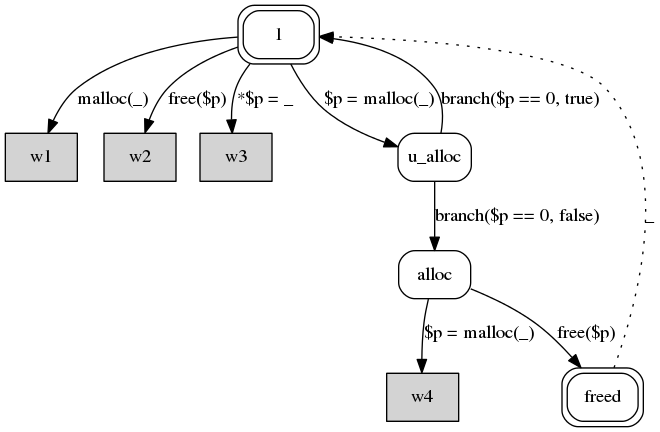 l
malloc(_)
free($p)
*$p = _
$p = malloc(_)
branch($p == 0, true)
w1
w2
w3
u_alloc
branch($p == 0, false)
_
alloc
$p = malloc(_)
free($p)
w4
freed